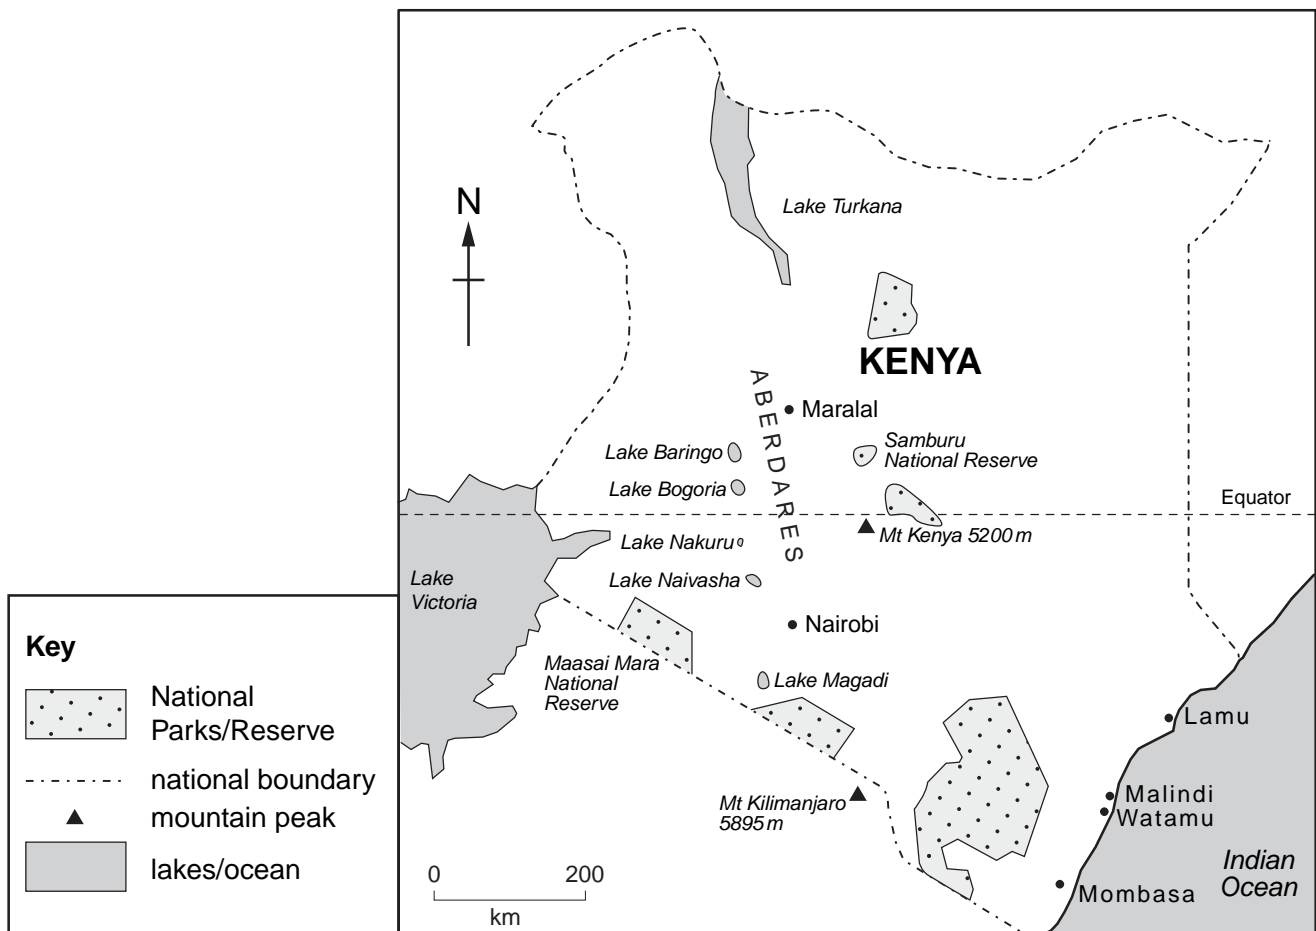 N
Lake Turkana
KENYA
ABERDARES
Maralal
Samburu
National Reserve
Lake Baringo
Lake Bogoria
Equator
Mt Kenya 5200 m
Lake Nakuru
Lake Naivasha
Lake
Victoria
Nairobi
Maasai Mara
National
Reserve
Lake Magadi
Lamu
Mt Kilimanjaro
5895 m
Malindi
Watamu
Indian
Ocean
Mombasa
0 200
km
Key
National
Parks/Reserve
national boundary
mountain peak
lakes/ocean